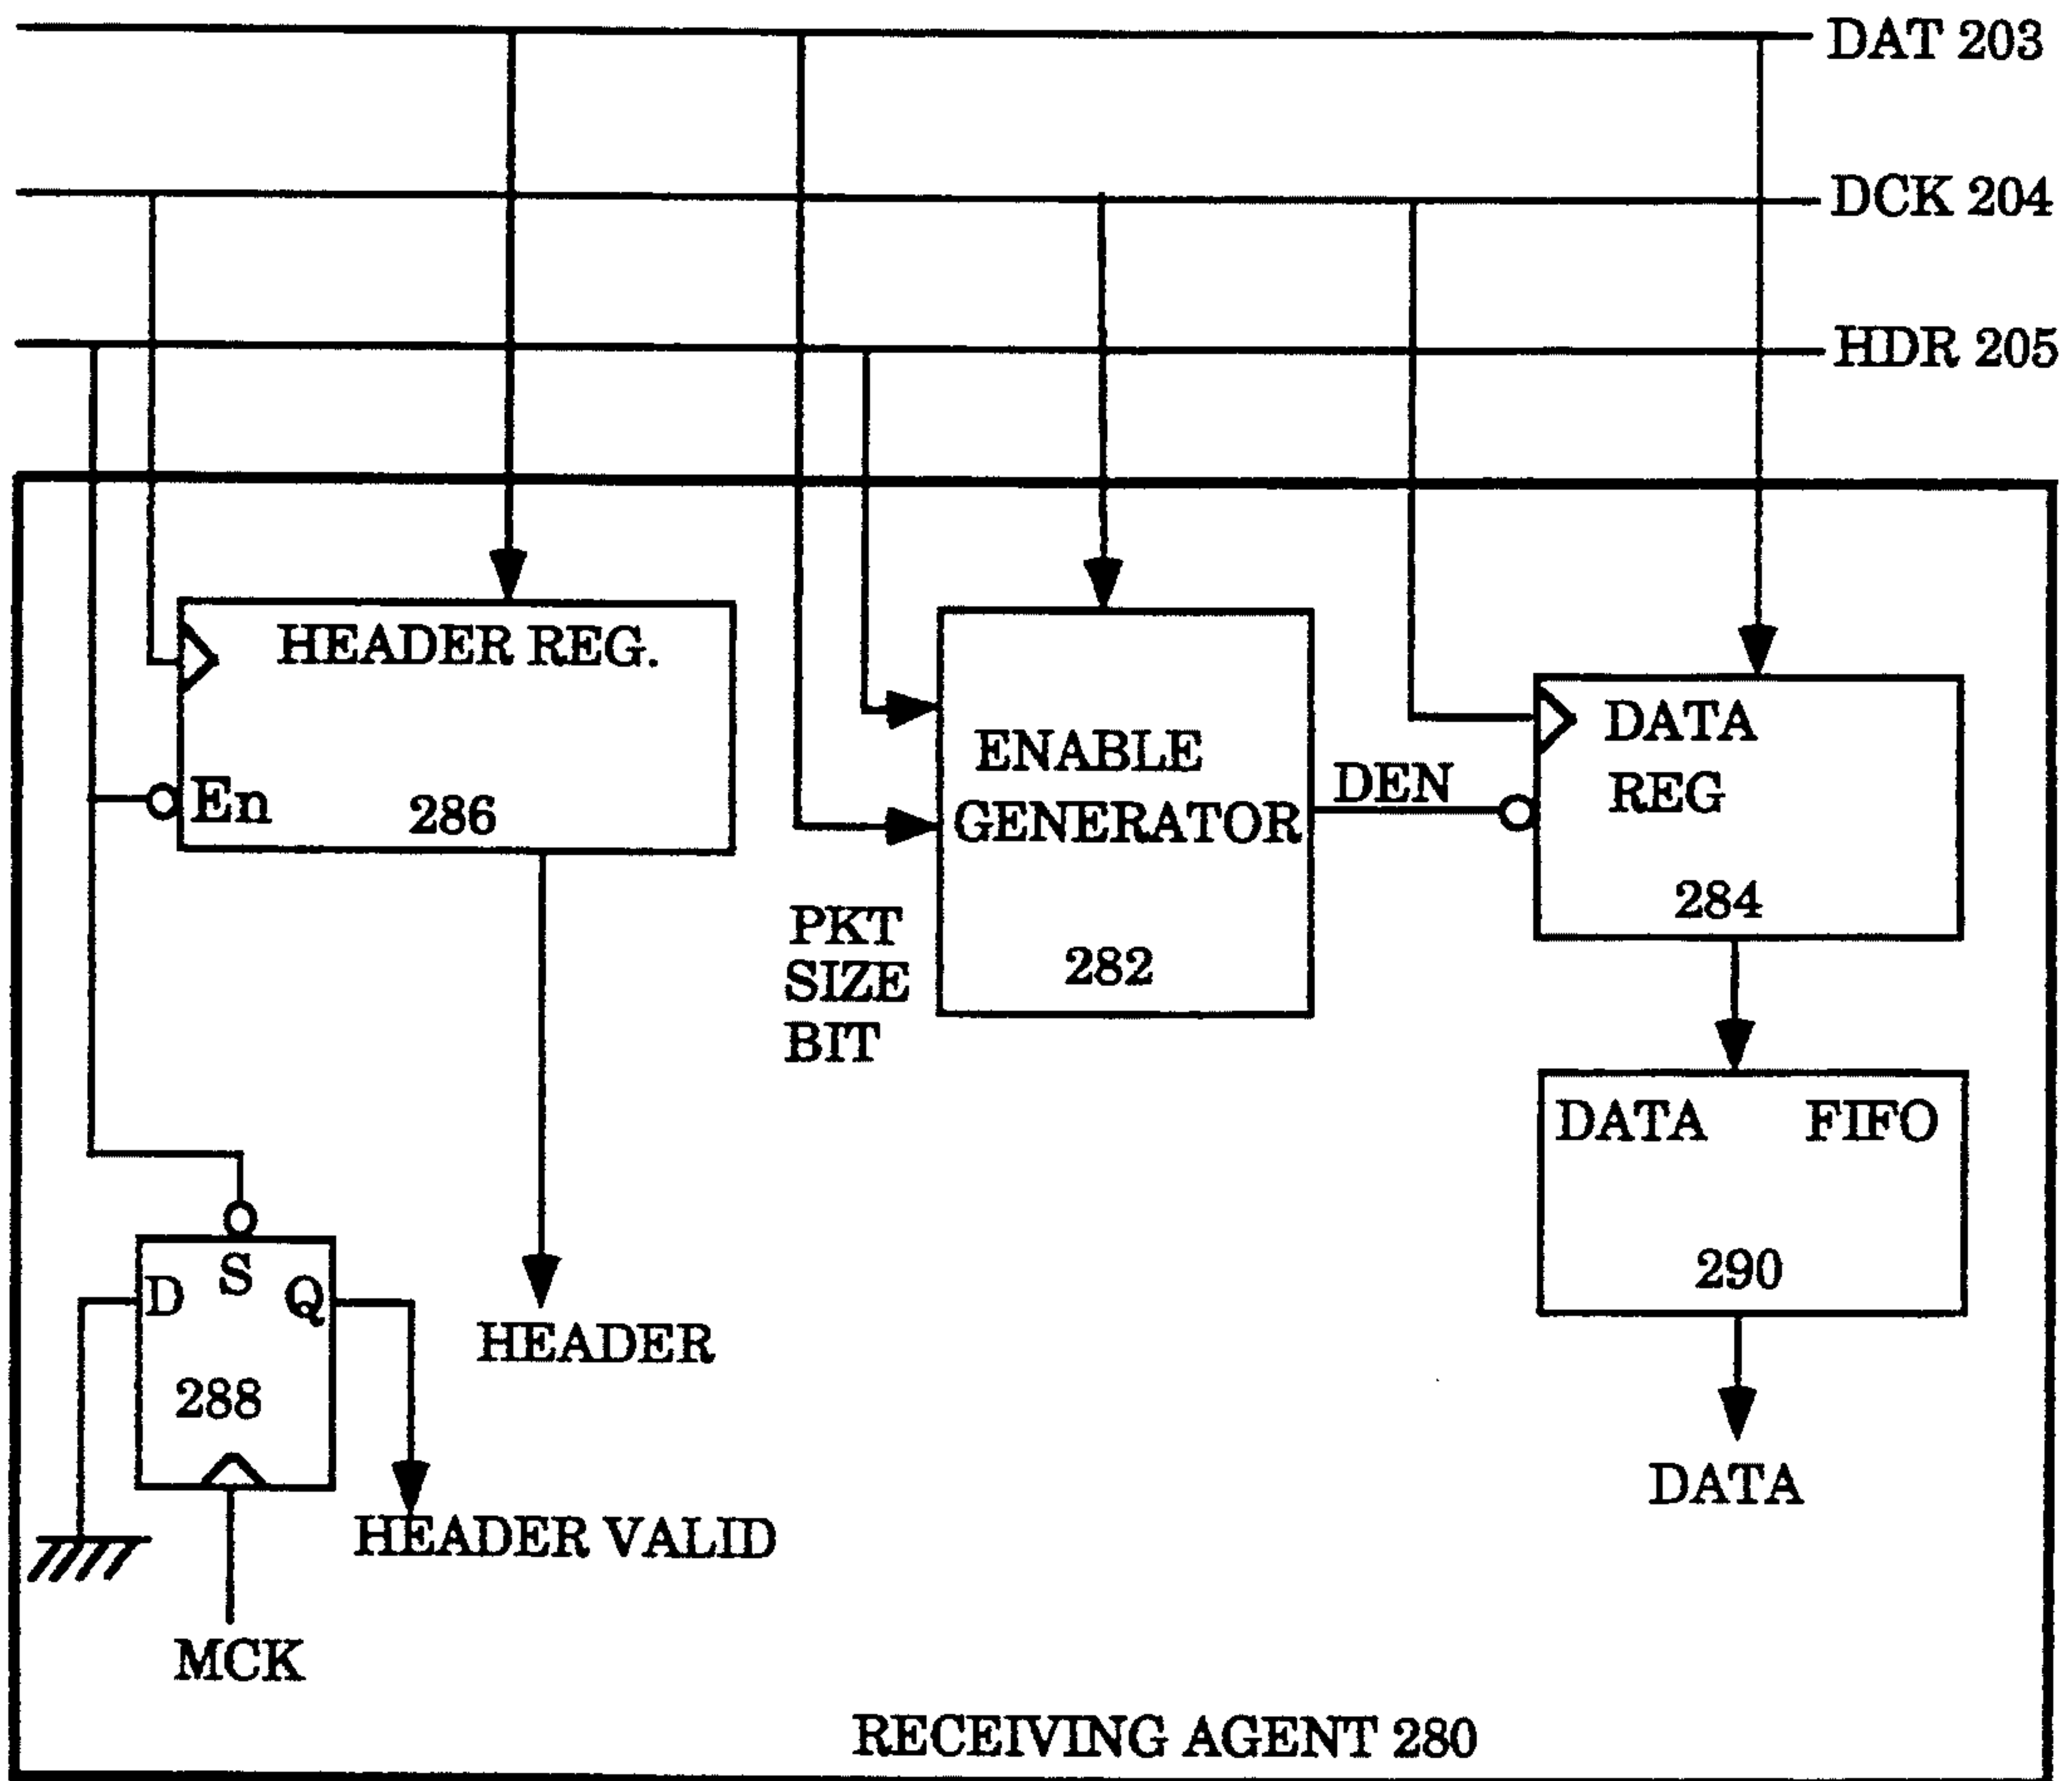 DAT 203
DCK 204
HDR 205
HEADER REG.
En
286
ENABLE
GENERATOR
282
PKT
SIZE
BIT
DEN
DATA
REG
284
DATA FIFO
290
DATA
D
S
Q
288
HEADER
HEADER VALID
MCK
RECEIVING AGENT 280